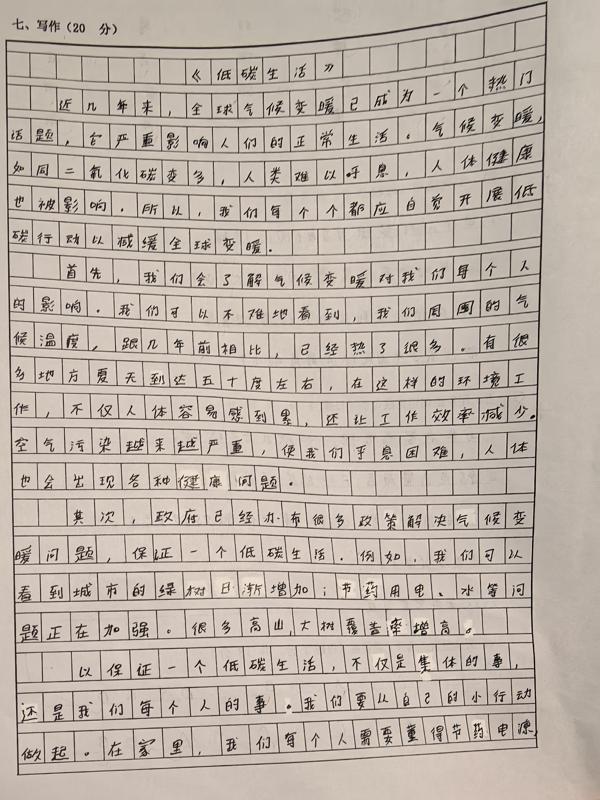 七、写作(20 分)
《低碳生活》
近几年来，全球气候变暖已成为一个热门
话题，它严重影响人们的正常生活。气候变暖，
如同二氧化碳变多，人类难以乎息，人体健康
也被影响．所以，我们每个个都应自觉开展低
碳行动以减缓全球变暖．
首先，我们会了解气候变暖对我们每个人
的影响．我们可以不难地看到，我们周围的气
候温度，跟几年前相比，已经热了很多。有很
多地方夏天到达五十度左右，在这样的环境工
作，不仅人体容易感到累，还让工作效率减少。
空气污染越来越严重，使我们乎息困难，人体
也会出现各种健康问题。
其次，政府已经办布很多政策解决气候变
暖问题，保证一个低碳生活．例如，我们可以
看到城市的绿树日渐增加；节药用电、水等问
题正在加强。很多高山，大树覆盖率增高。
以保证一个低碳生活，不仅是集体的事，
还是我们每个人的事。我们要从自己的小行动
做起。在家里，我们每个人需要董得节药电源，